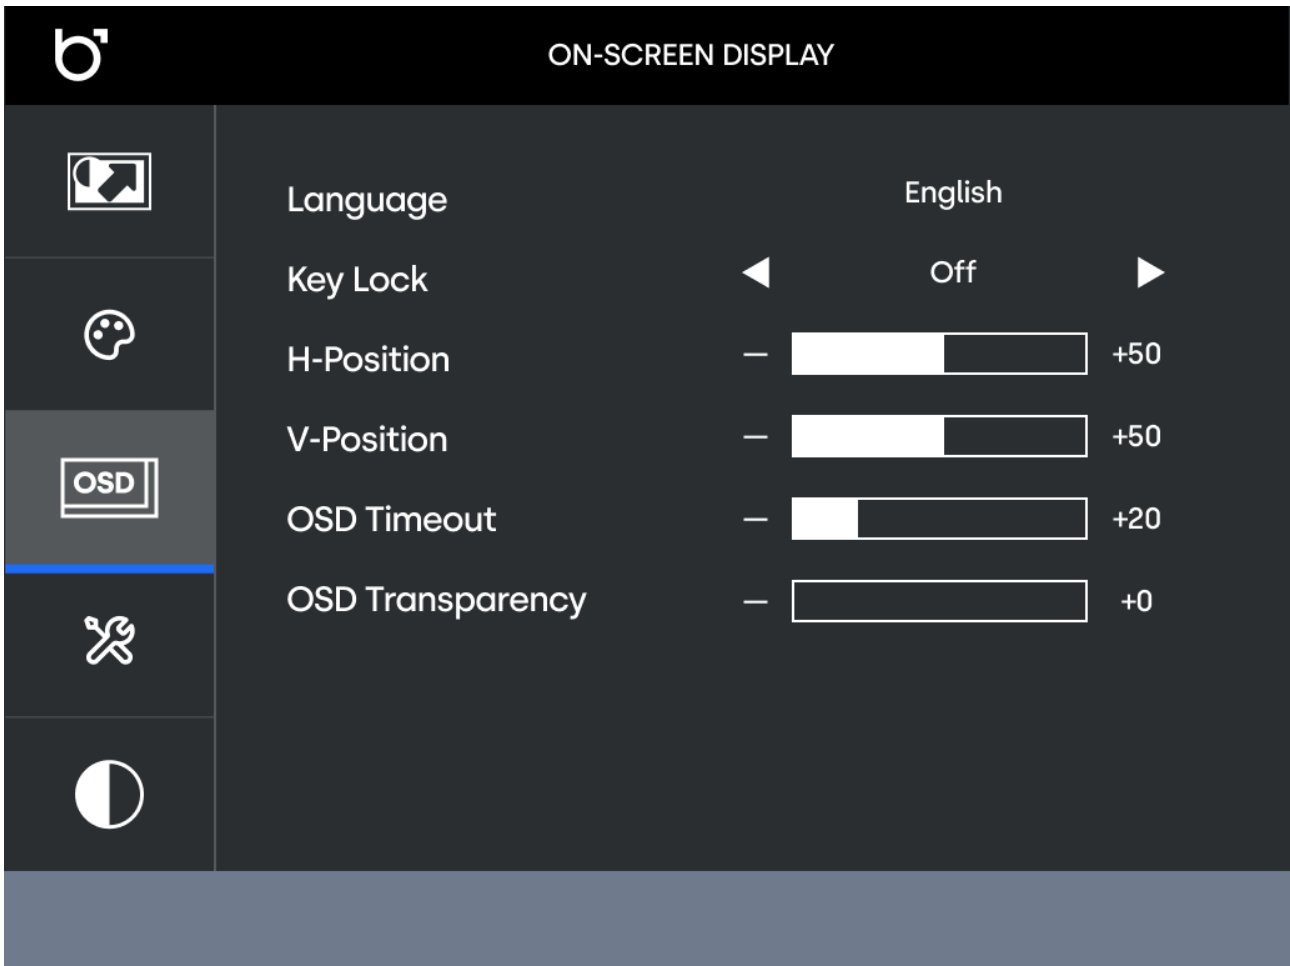 ON-SCREEN DISPLAY
Language English
Key Lock Off
H-Position +50
V-Position +50
OSD
OSD Timeout +20
OSD Transparency +0